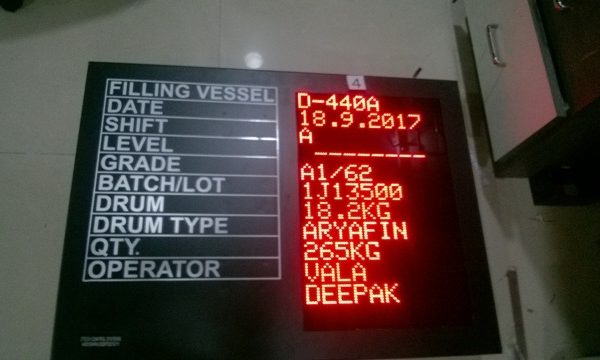 4
FILLING VESSEL D-440A
DATE 18.9.2017
SHIFT A
LEVEL --------
GRADE A1/62
BATCH/LOT 1J13500
DRUM 18.2KG
DRUM TYPE ARYAFIN
QTY. 265KG
OPERATOR VALA
DEEPAK